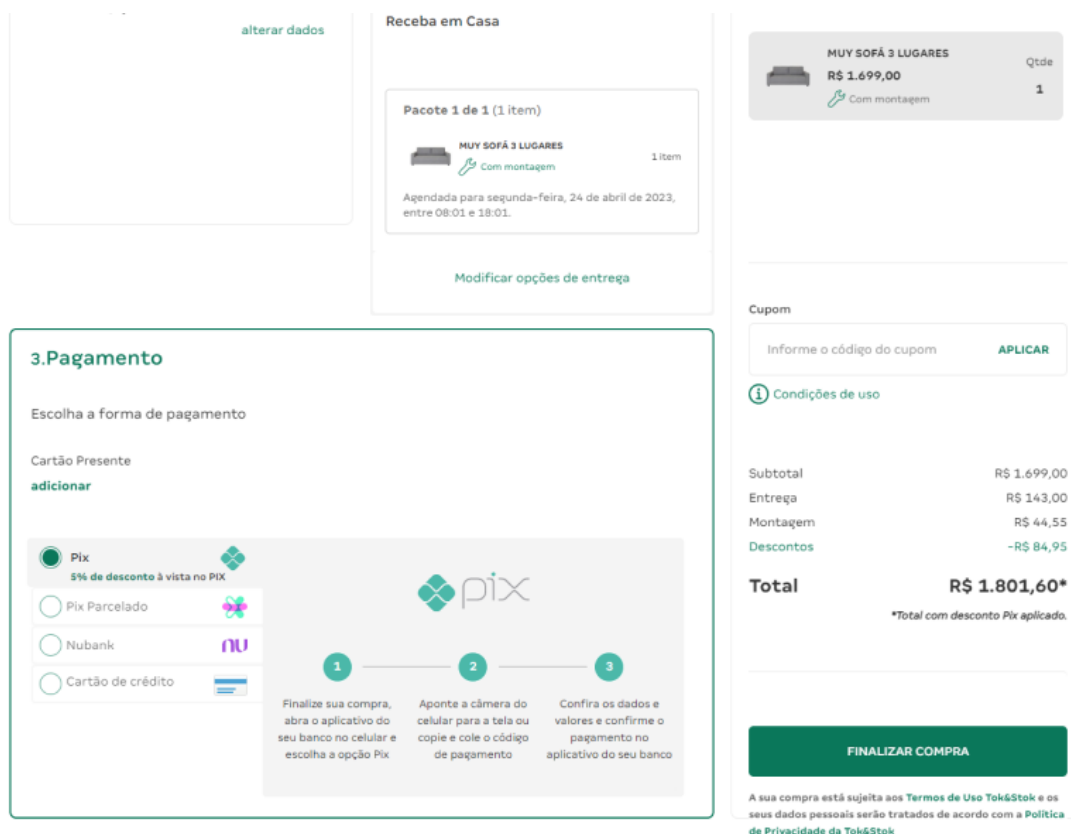 alterar dados
Receba em Casa
Pacote 1 de 1 (1 item)
MUY SOFÁ 3 LUGARES
Com montagem
1 item
Agendada para segunda-feira, 24 de abril de 2023,
entre 08:01 e 18:01.
Modificar opções de entrega
3.Pagamento
Escolha a forma de pagamento
Cartão Presente
adicionar
Pix
5% de desconto à vista no PIX
Pix Parcelado
Nubank
nu
Cartão de crédito
pix
1
2
3
Finalize sua compra,
abra o aplicativo do
seu banco no celular e
escolha a opção Pix
Aponte a câmera do
celular para a tela ou
copie e cole o código
de pagamento
Confira os dados e
valores e confirme o
pagamento no
aplicativo do seu banco
MUY SOFÁ 3 LUGARES
R$ 1.699,00
Com montagem
Qtde
1
Cupom
Informe o código do cupom
APLICAR
Condições de uso
Subtotal R$ 1.699,00
Entrega R$ 143,00
Montagem R$ 44,55
Descontos -R$ 84,95
Total R$ 1.801,60*
*Total com desconto Pix aplicado.
FINALIZAR COMPRA
A sua compra está sujeita aos Termos de Uso Tok&Stok e os
seus dados pessoais serão tratados de acordo com a Política
de Privacidade da Tok&Stok